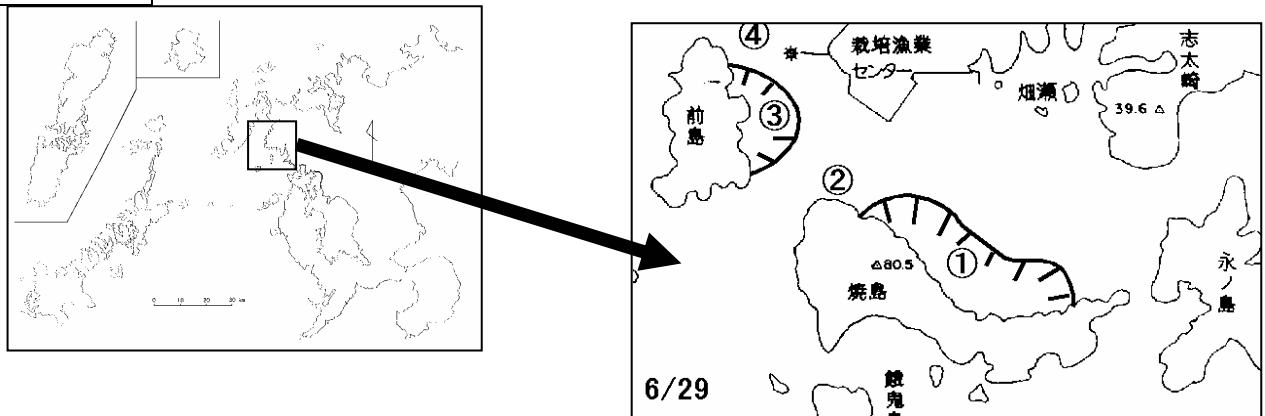 0 10 20 30 km
④
栽培漁業
センター
志太崎
畑瀬
39.6
前島
③
②
①
80.5
焼島
永ノ島
6/29
餓鬼